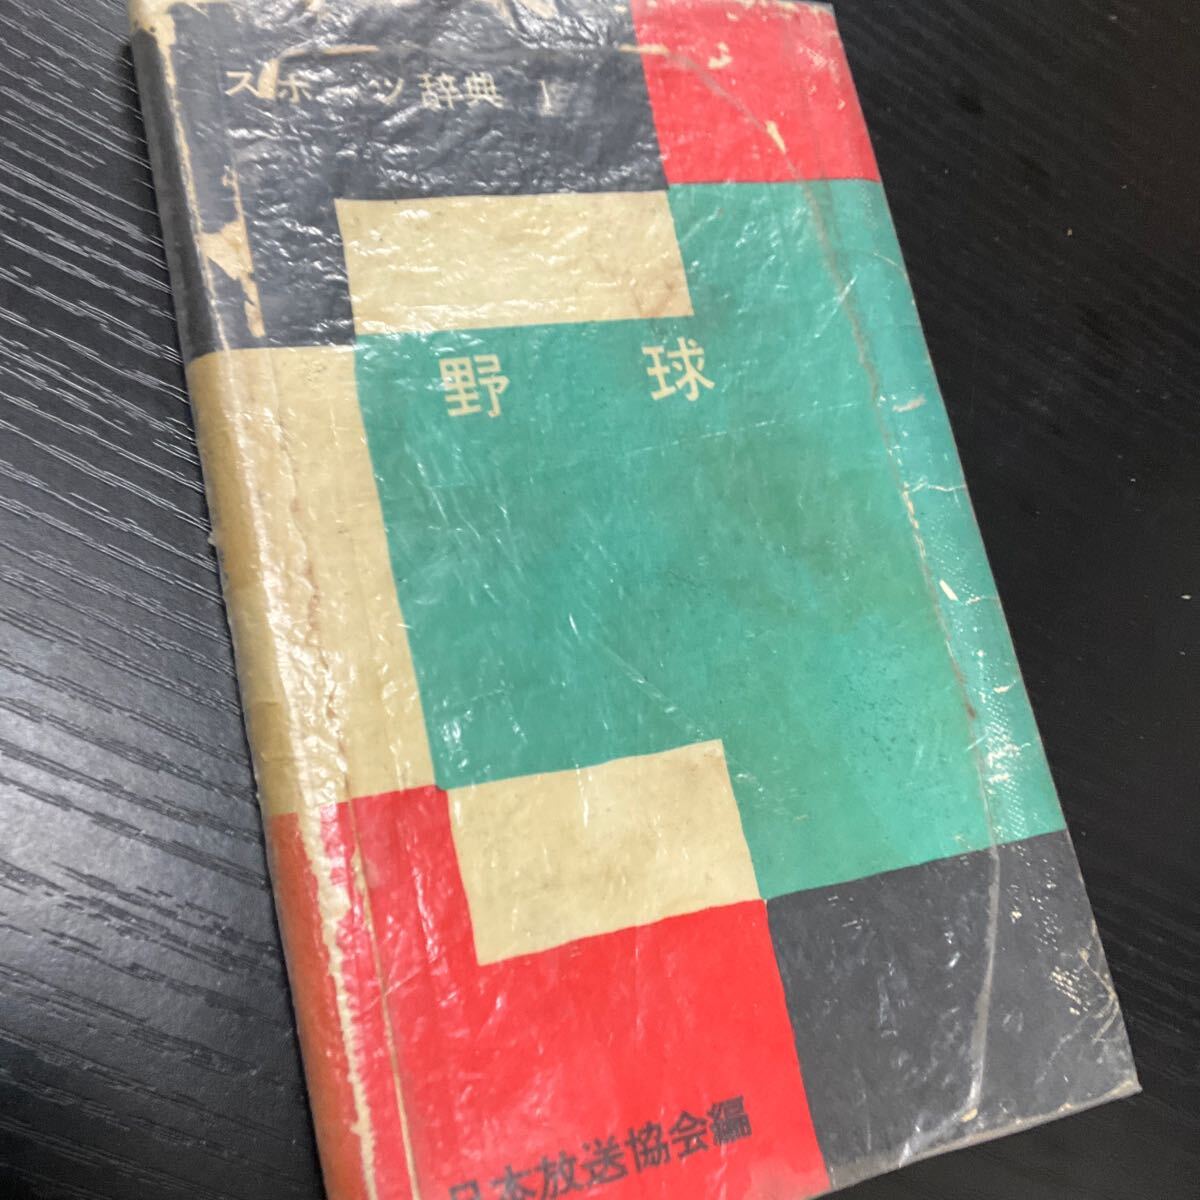 スポーツ辞典 1
野球
日本放送協会編